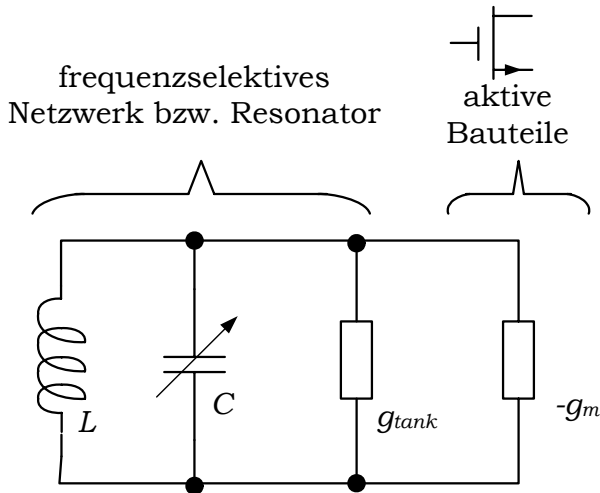 frequenzselektives
Netzwerk bzw. Resonator
aktive
Bauteile
L
C
gtank
-gm